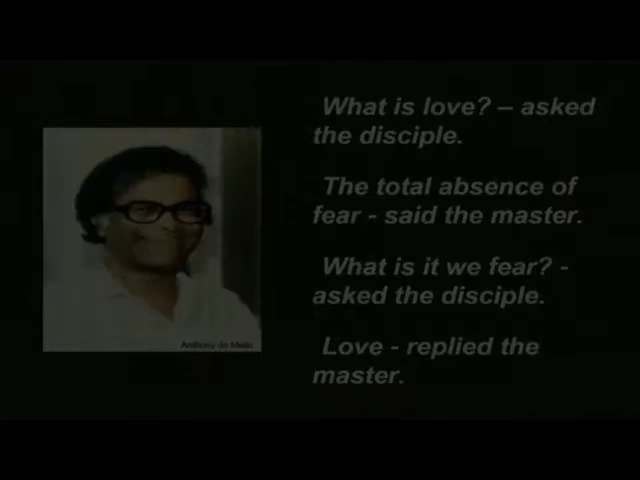 What is love? – asked
the disciple.
The total absence of
fear - said the master.
What is it we fear? -
asked the disciple.
Love - replied the
master.
Anthony de Mello